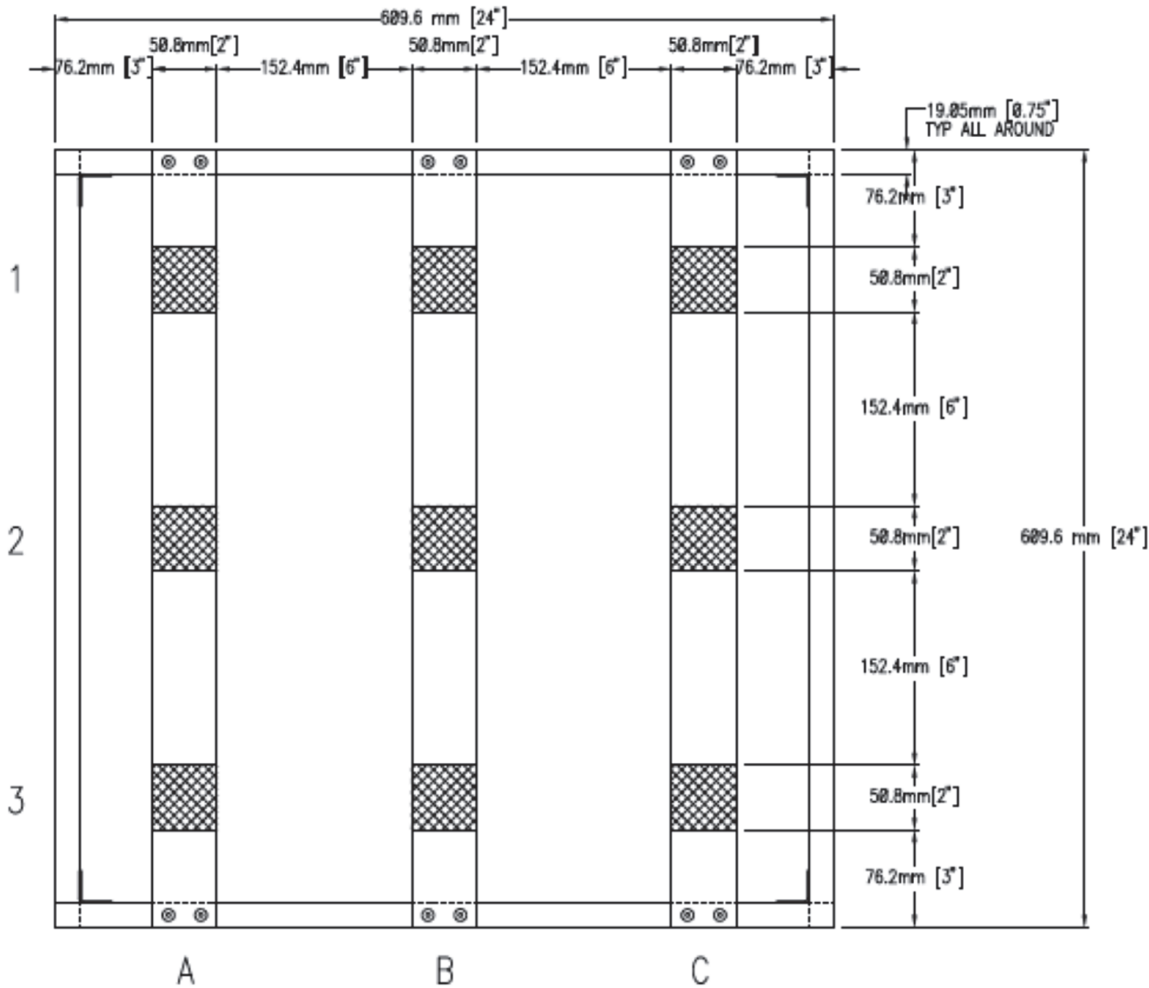 609.6 mm [24"]
50.8mm[2"] 50.8mm[2"] 50.8mm[2"]
76.2mm [3"] 152.4mm [6"] 152.4mm [6"] 76.2mm [3"]
19.05mm [0.75"]
TYP ALL AROUND
76.2mm [3"]
1
50.8mm[2"]
152.4mm [6"]
2
50.8mm[2"]
609.6 mm [24"]
152.4mm [6"]
3
50.8mm[2"]
76.2mm [3"]
A B C